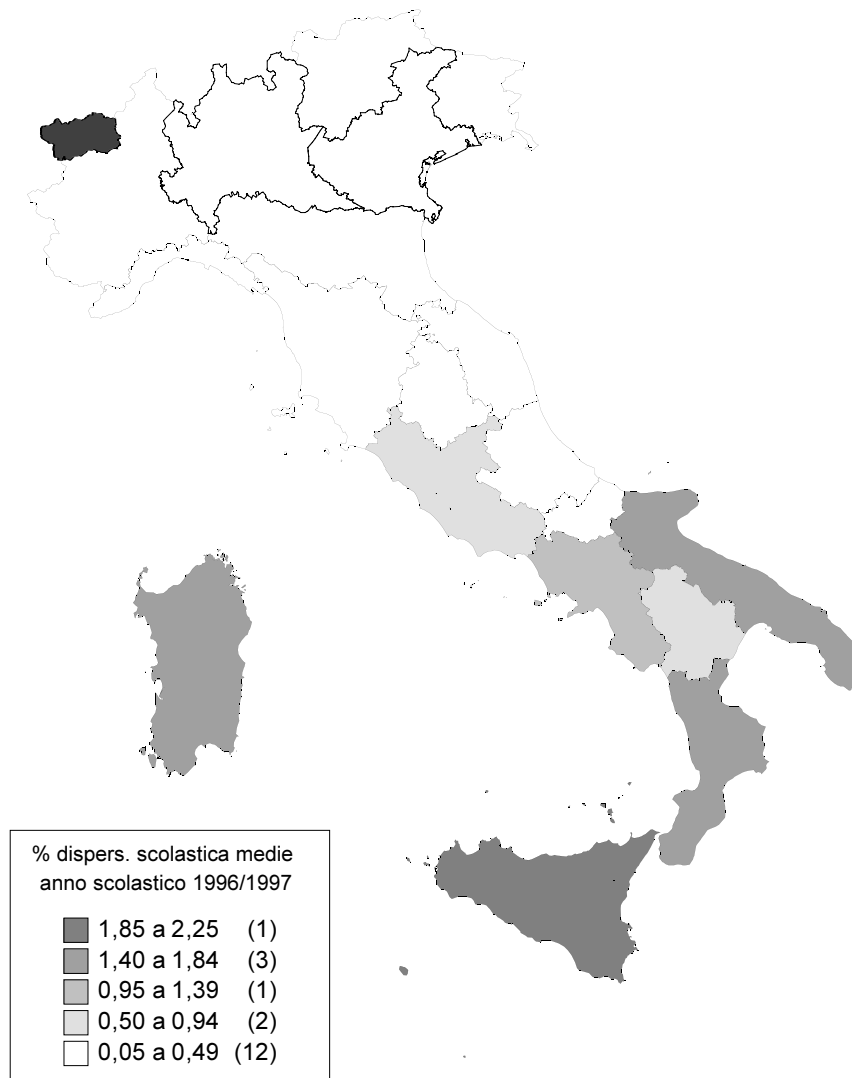 % dispers. scolastica medie
anno scolastico 1996/1997
1,85 a 2,25 (1)
1,40 a 1,84 (3)
0,95 a 1,39 (1)
0,50 a 0,94 (2)
0,05 a 0,49 (12)